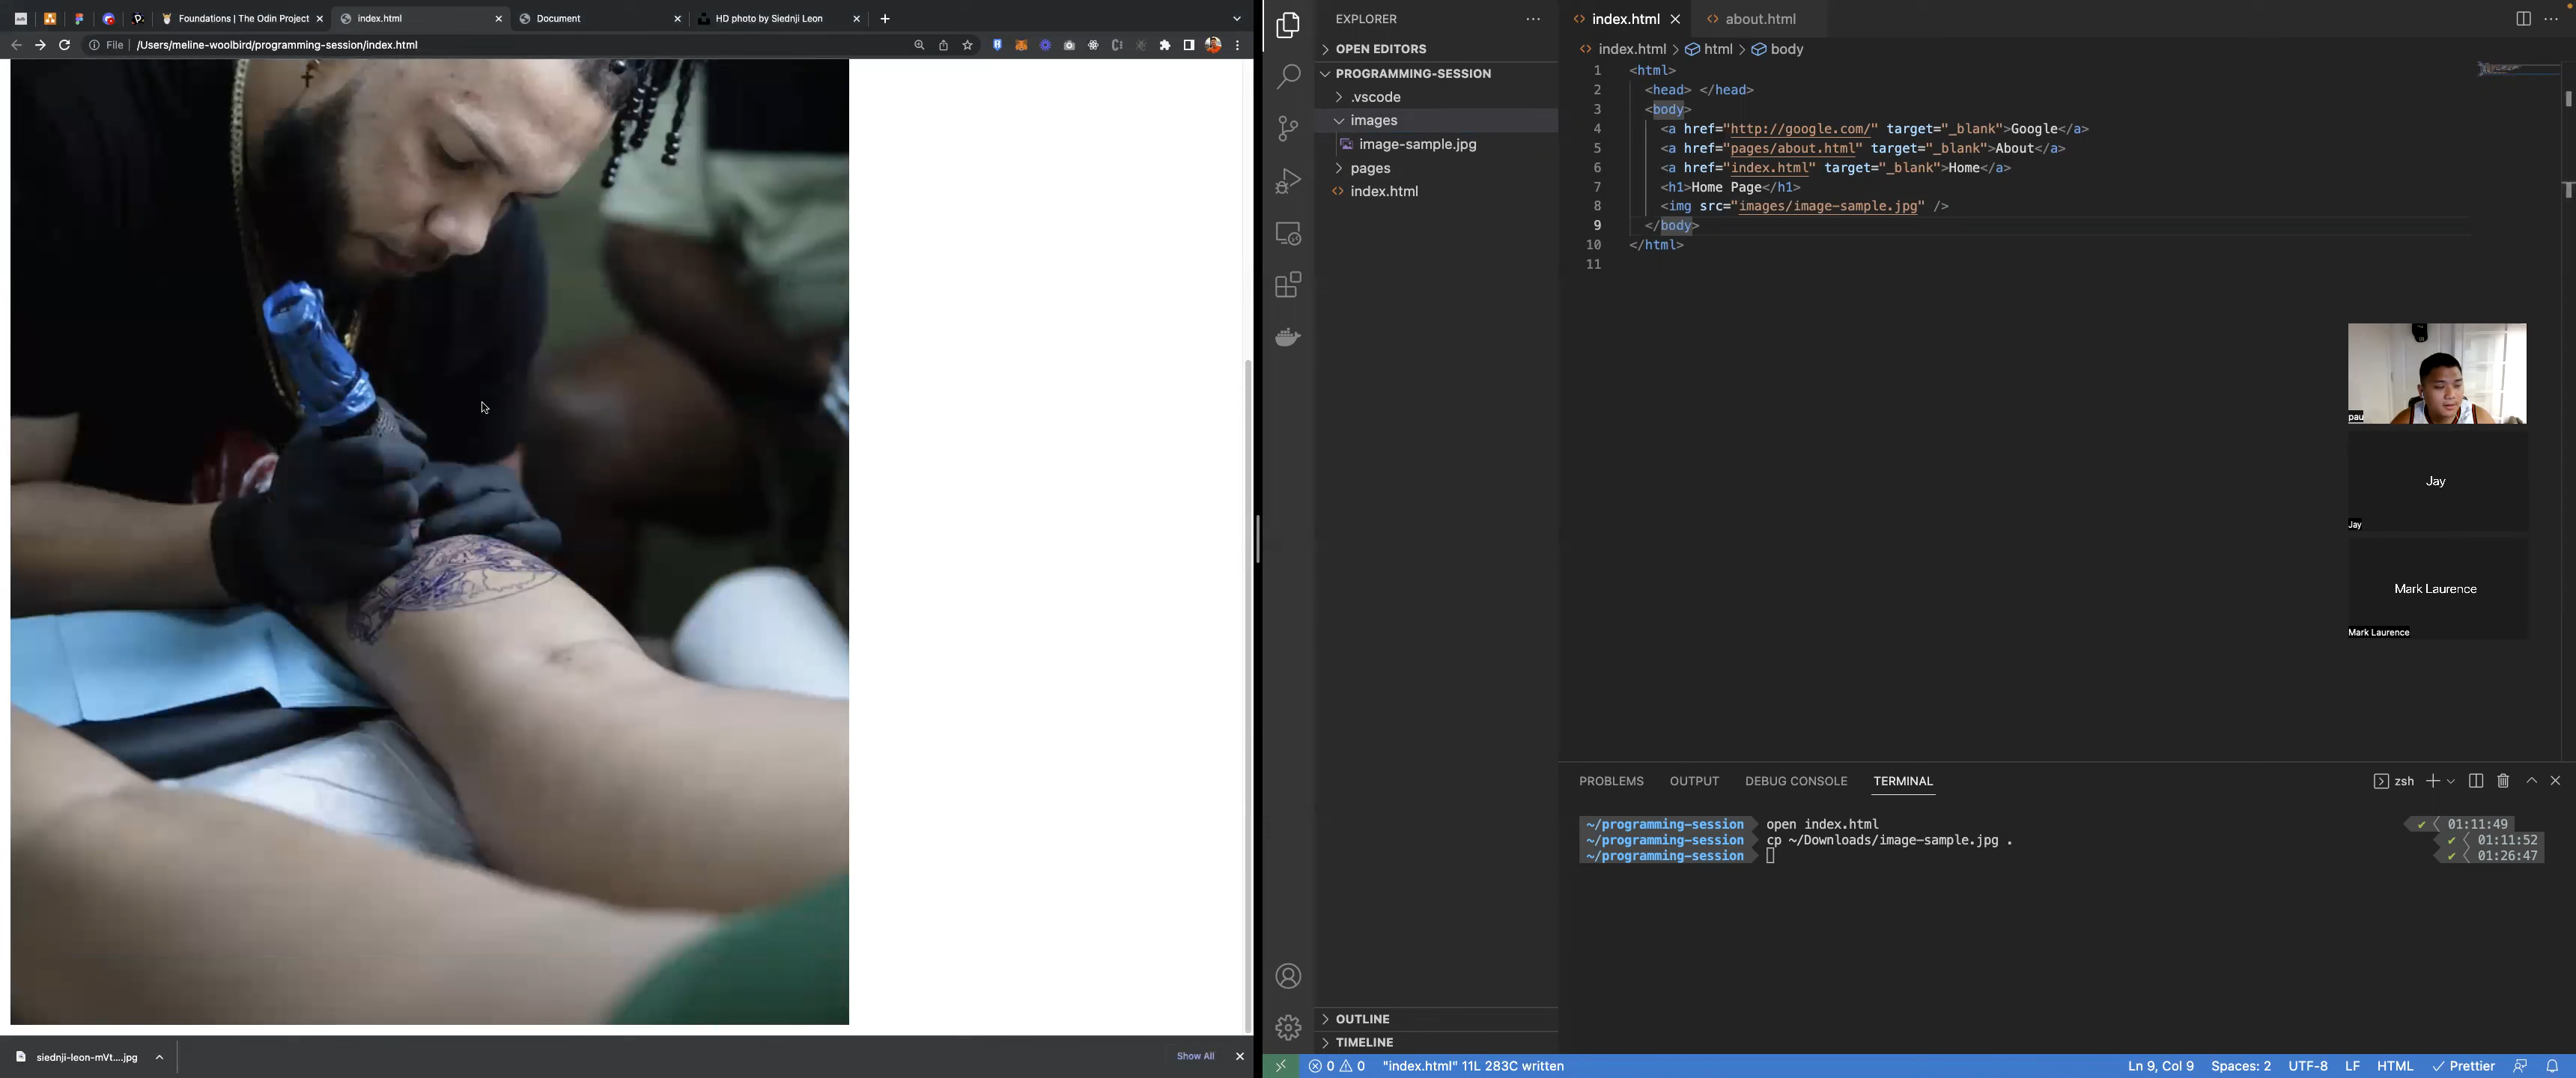 Foundations | The Odin Project
index.html
Document
HD photo by Siednji Leon
File
/Users/meline-woolbird/programming-session/index.html
siednji-leon-mVt....jpg
Show All
EXPLORER
OPEN EDITORS
PROGRAMMING-SESSION
.vscode
images
image-sample.jpg
pages
index.html
OUTLINE
TIMELINE
index.html
about.html
index.html > html > body
1 <html>
2 <head> </head>
3 <body>
4 <a href="http://google.com/" target="_blank">Google</a>
5 <a href="pages/about.html" target="_blank">About</a>
6 <a href="index.html" target="_blank">Home</a>
7 <h1>Home Page</h1>
8 <img src="images/image-sample.jpg" />
9 </body>
10 </html>
11
pau
Jay
Jay
Mark Laurence
Mark Laurence
PROBLEMS OUTPUT DEBUG CONSOLE TERMINAL
zsh
~/programming-session open index.html 01:11:49
~/programming-session cp ~/Downloads/image-sample.jpg . 01:11:52
~/programming-session 01:26:47
0 0 "index.html" 11L 283C written
Ln 9, Col 9 Spaces: 2 UTF-8 LF HTML Prettier